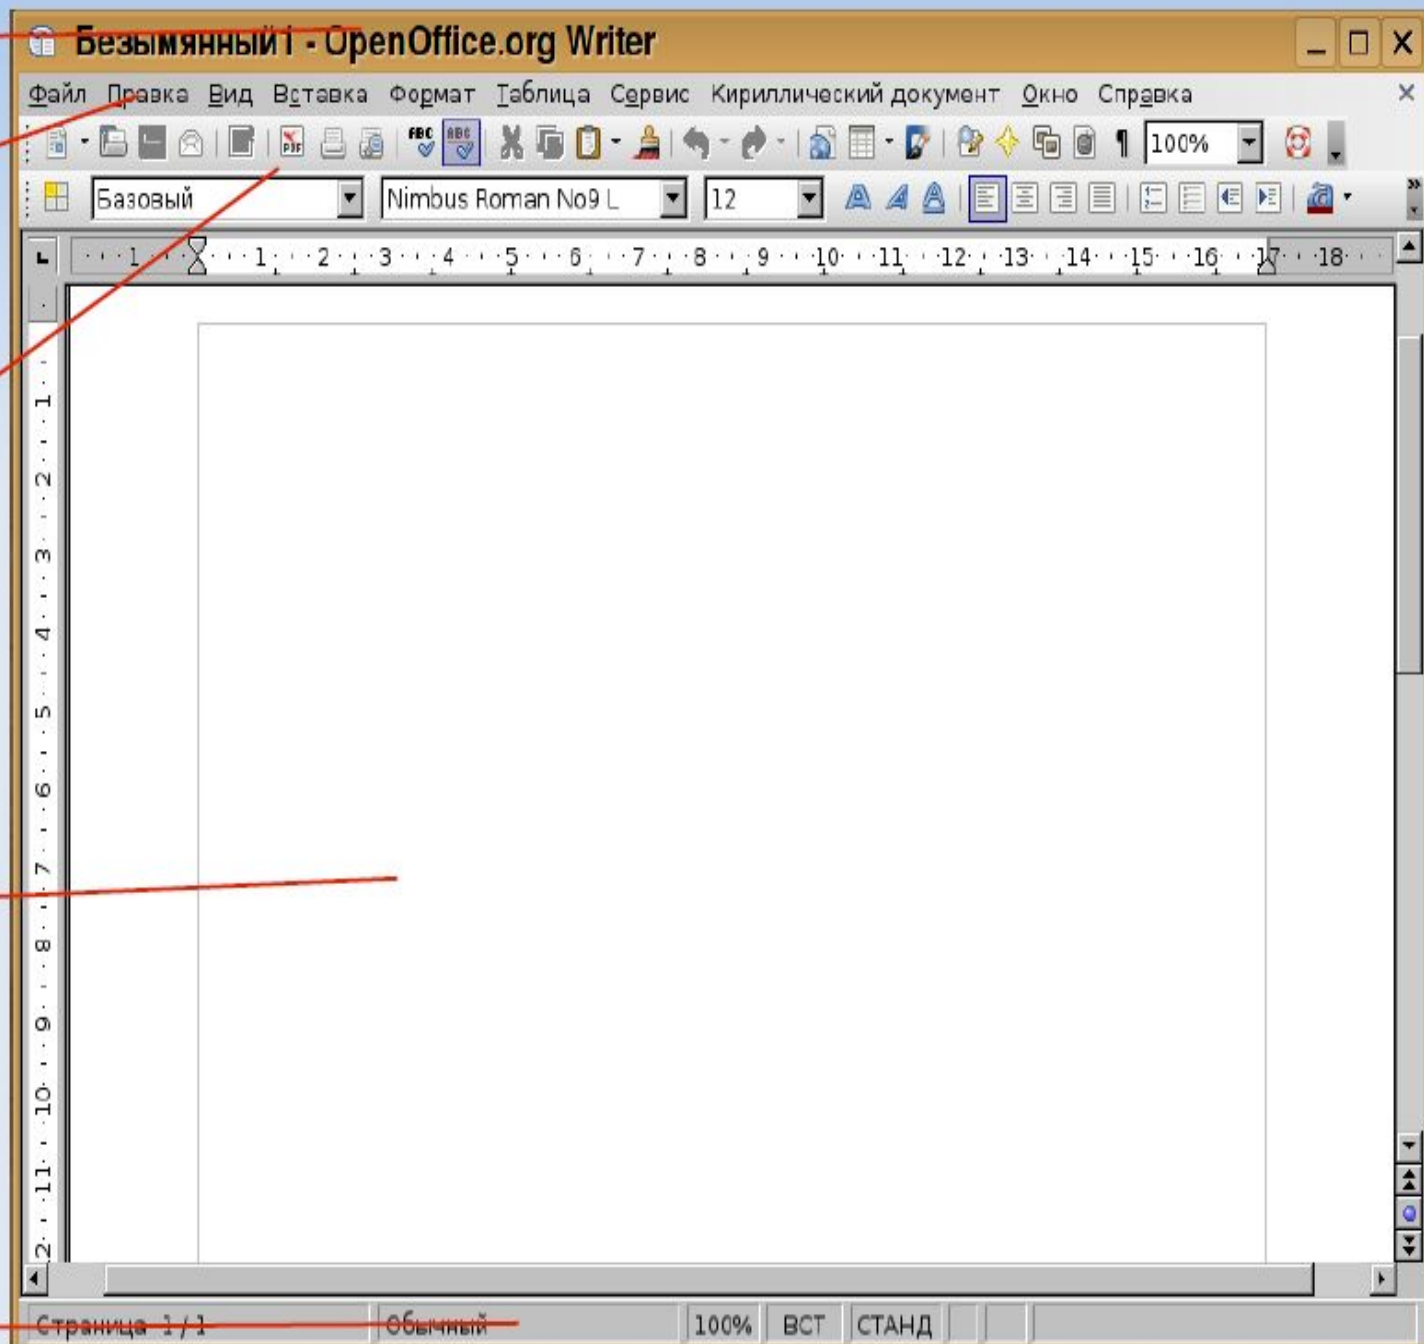 Безымянный1 - OpenOffice.org Writer
Файл Правка Вид Вставка Формат Таблица Сервис Кириллический документ Окно Справка
PDF ABC ABC 100%
Базовый Nimbus Roman No9 L 12
1 1 2 3 4 5 6 7 8 9 10 11 12 13 14 15 16 17 18
1
2
3
4
5
6
7
8
9
10
11
12
Страница 1 / 1 Обычный 100% ВСТ СТАНД